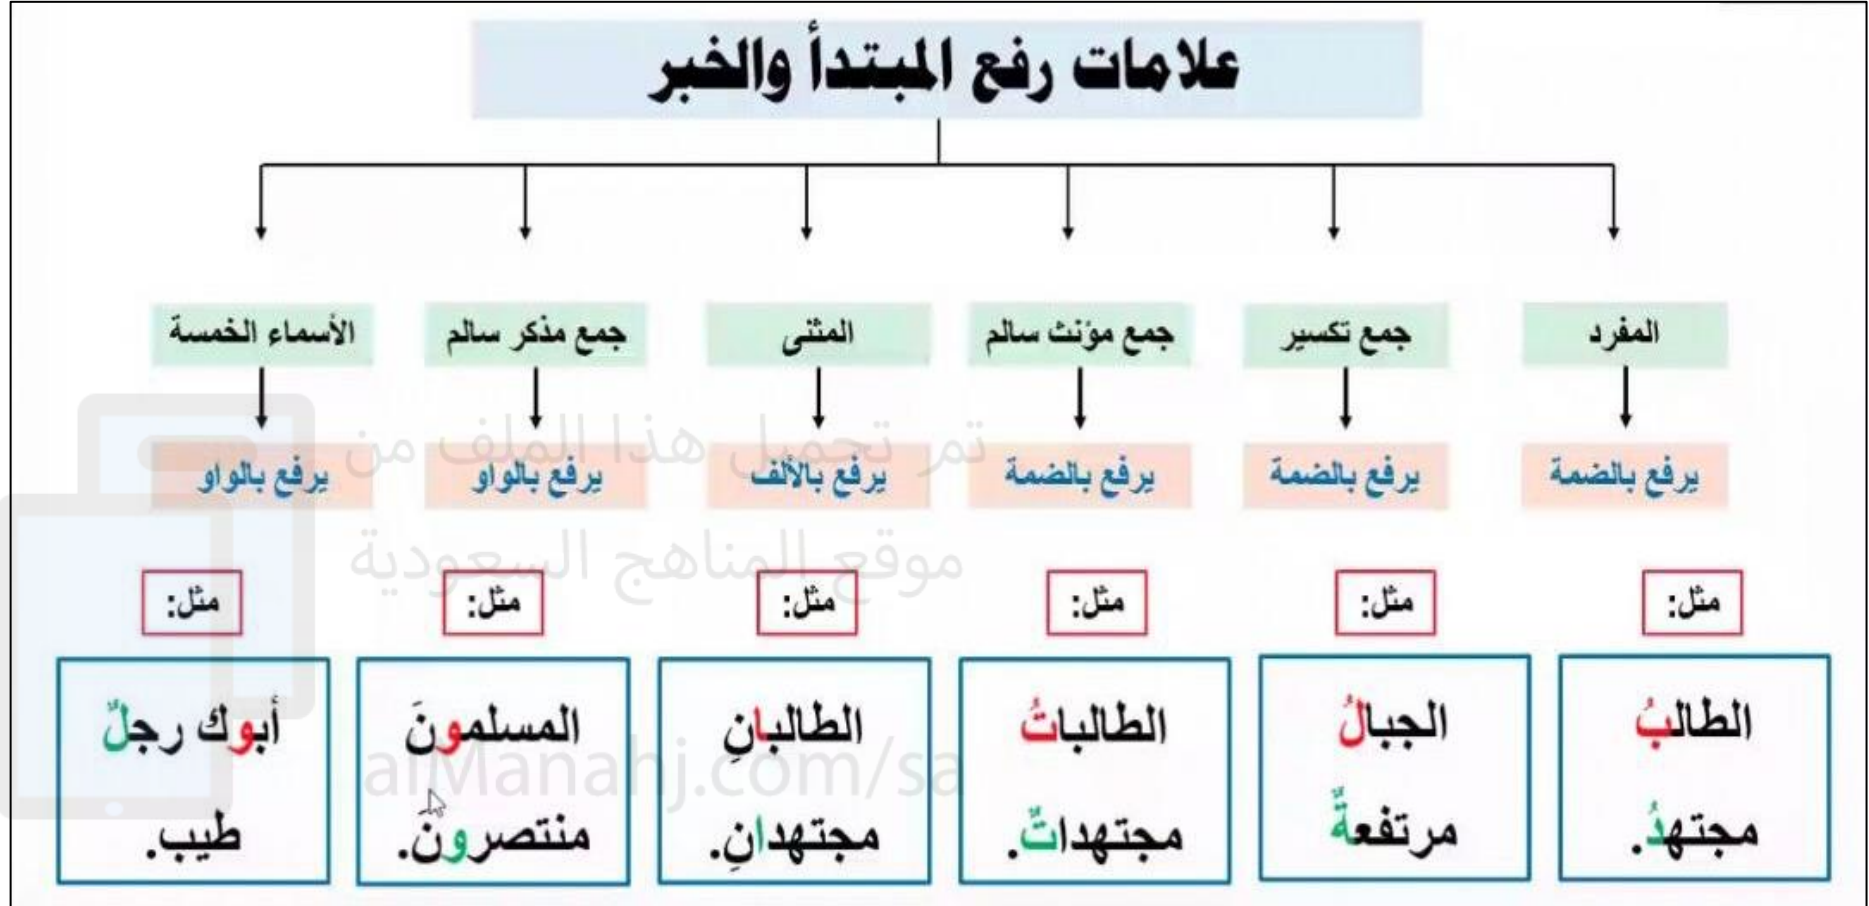 علامات رفع المبتدأ والخبر
المفرد
جمع تكسير
جمع مؤنث سالم
المثنى
جمع مذكر سالم
الأسماء الخمسة
يرفع بالضمة
يرفع بالضمة
يرفع بالضمة
يرفع بالألف
يرفع بالواو
يرفع بالواو
تم تحميل هذا الملف من
موقع المناهج السعودية
alManahj.com/sa
مثل:
مثل:
مثل:
مثل:
مثل:
مثل:
الطالبُ
مجتهدُ.
الجبالُ
مرتفعةٌ
الطالباتُ
مجتهداتٌ.
الطالبانِ
مجتهدانِ.
المسلمونَ
منتصرونَ.
أبوك رجلٌ
طيب.